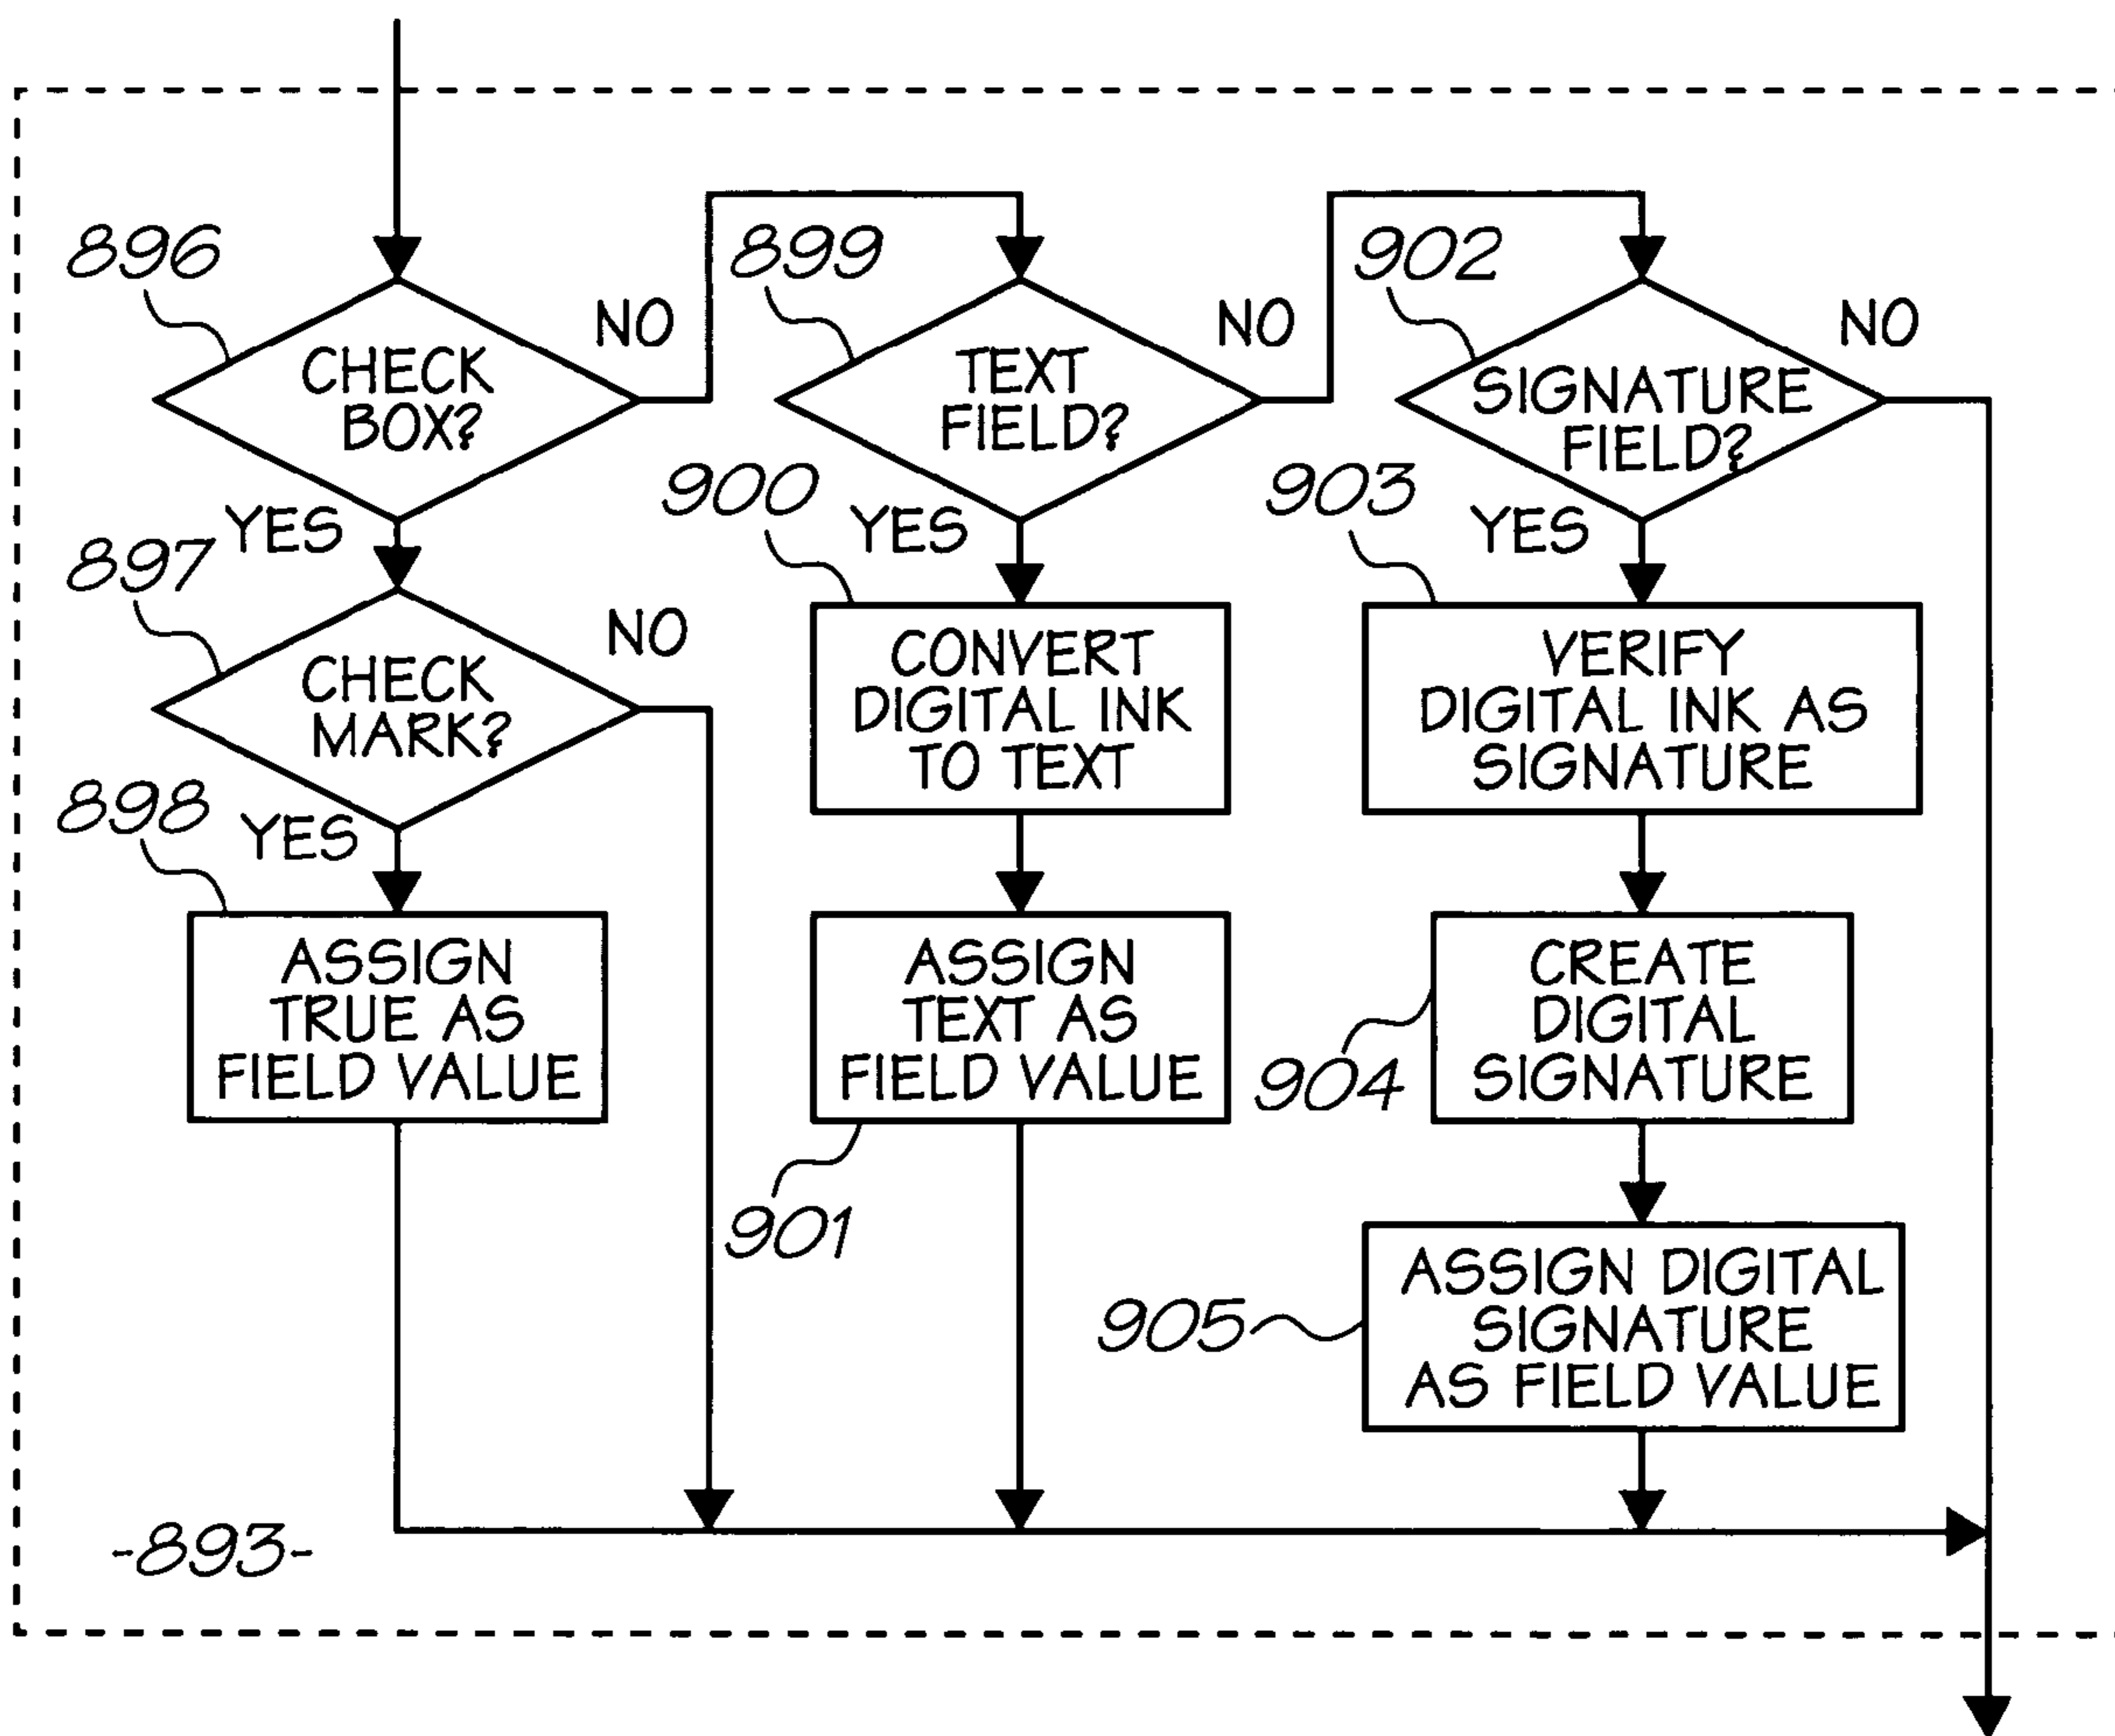 896
CHECK
BOX?
NO
YES
897
CHECK
MARK?
NO
YES
898
ASSIGN
TRUE AS
FIELD VALUE
899
TEXT
FIELD?
NO
YES
900
CONVERT
DIGITAL INK
TO TEXT
ASSIGN
TEXT AS
FIELD VALUE
901
902
SIGNATURE
FIELD?
NO
YES
903
VERIFY
DIGITAL INK AS
SIGNATURE
CREATE
DIGITAL
SIGNATURE
904
ASSIGN DIGITAL
SIGNATURE
AS FIELD VALUE
905
-893-